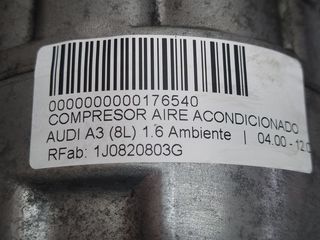 0000000000176540
COMPRESOR AIRE ACONDICIONADO
AUDI A3 (8L) 1.6 Ambiente | 04.00 - 12.0
RFab: 1J0820803G